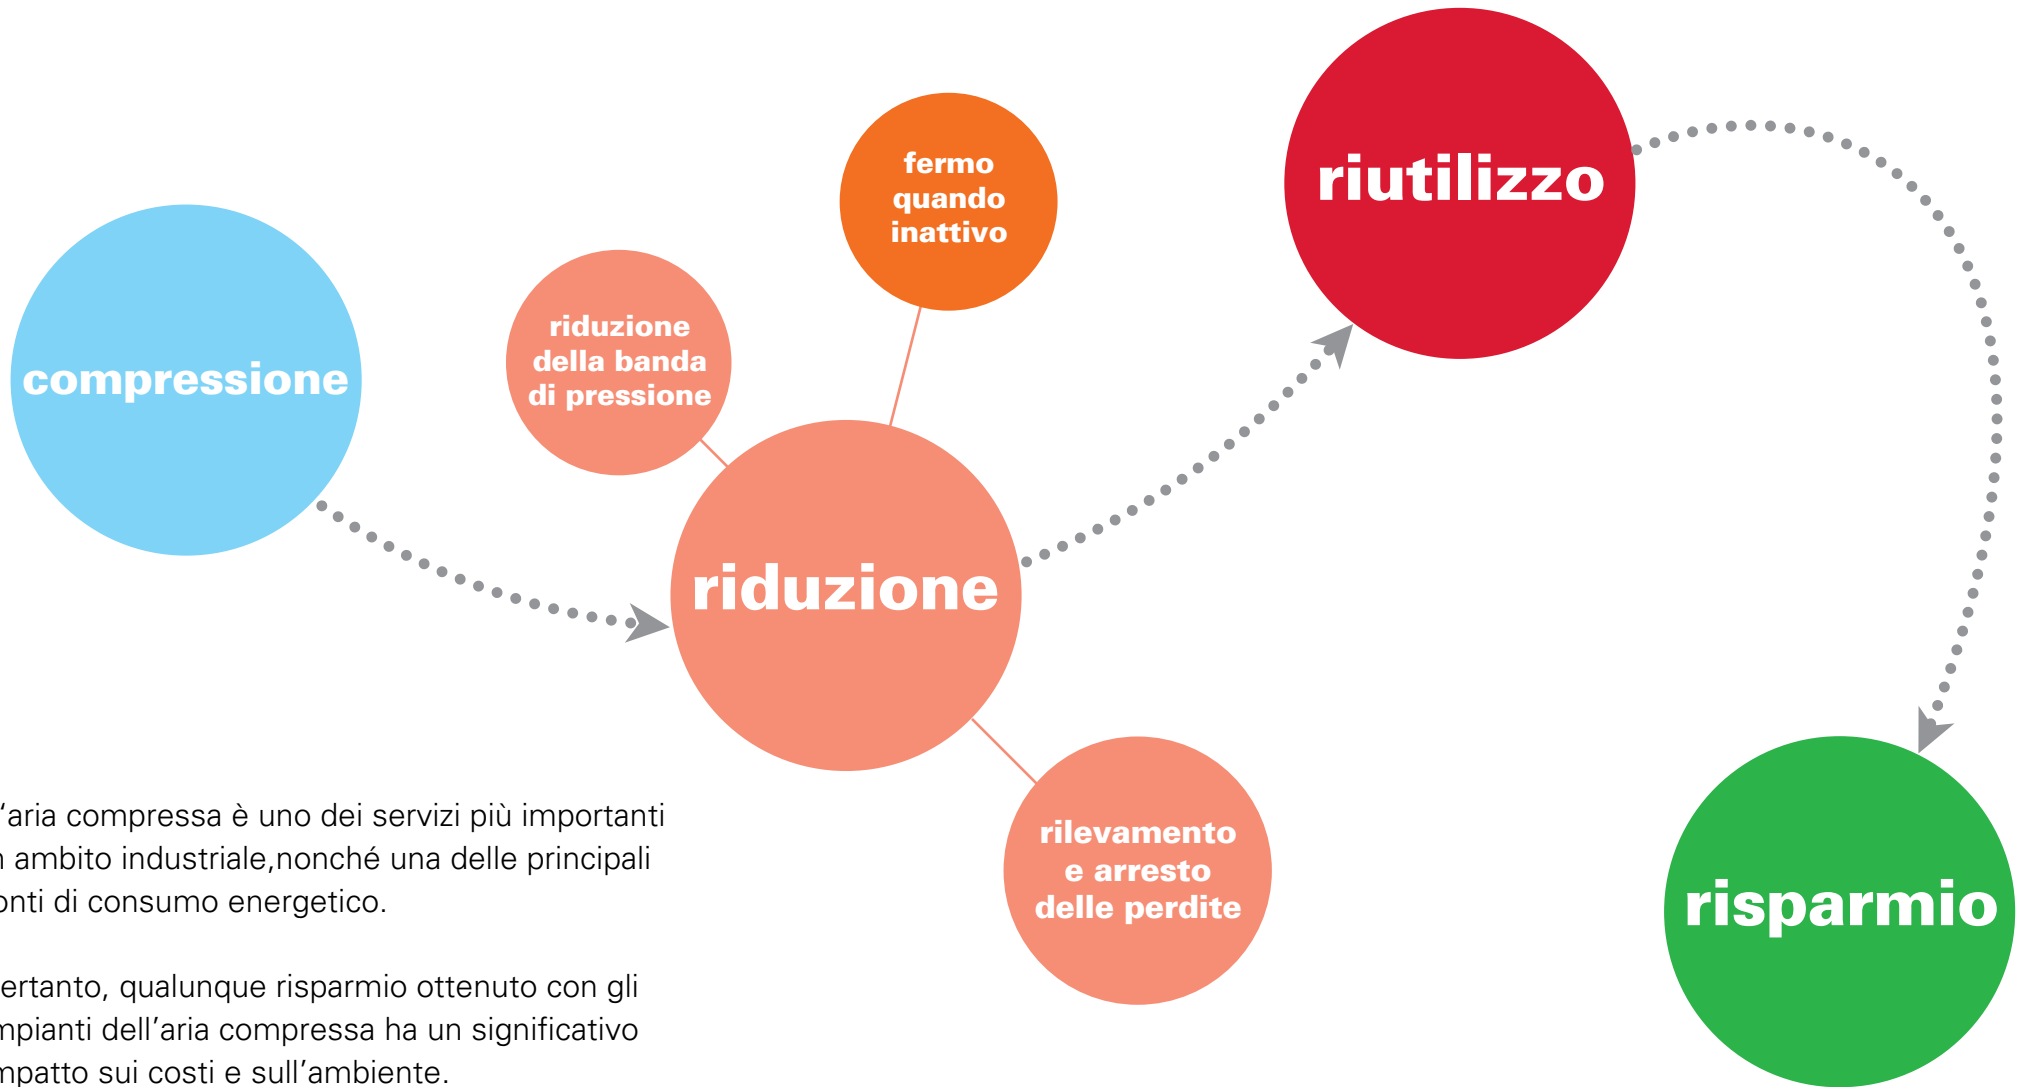 compressione
riduzione
della banda
di pressione
fermo
quando
inattivo
riduzione
riutilizzo
rilevamento
e arresto
delle perdite
risparmio
'aria compressa è uno dei servizi più importanti
n ambito industriale,nonché una delle principali
onti di consumo energetico.
ertanto, qualunque risparmio ottenuto con gli
mpianti dell'aria compressa ha un significativo
mpatto sui costi e sull'ambiente.